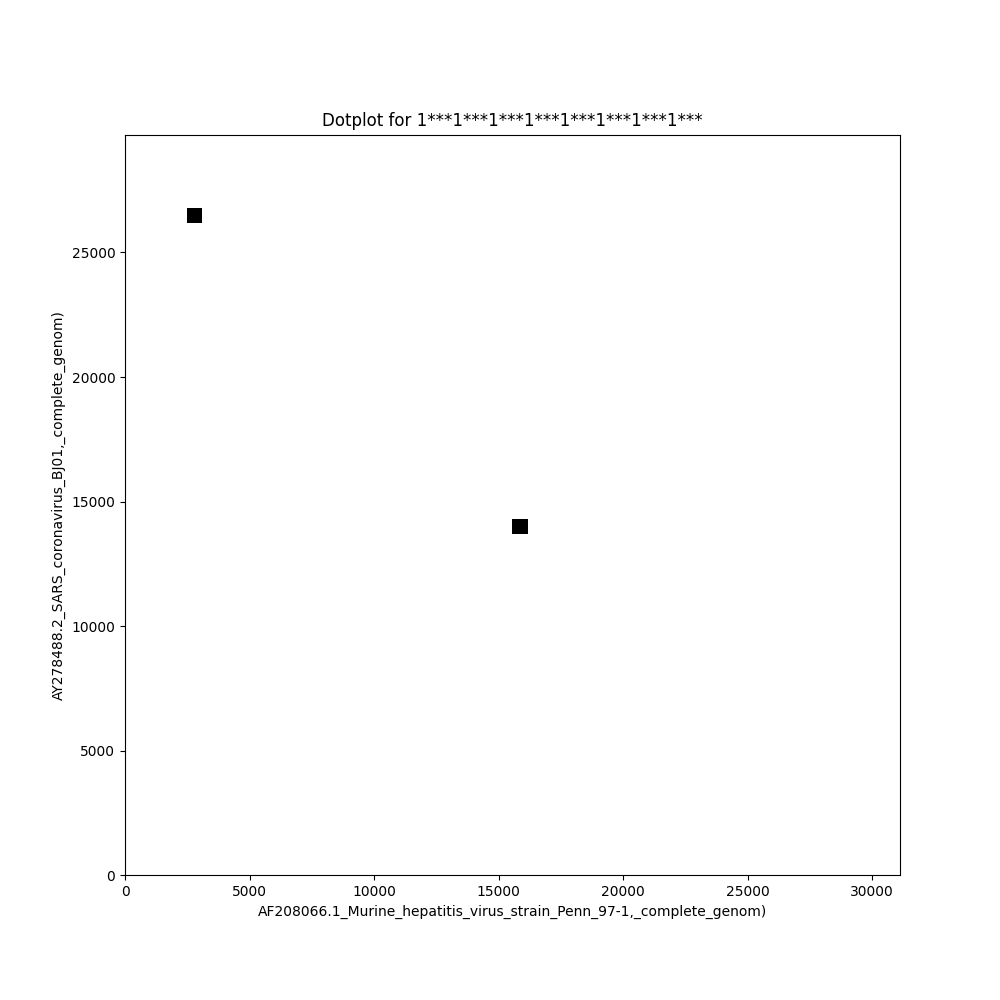 Dotplot for 1***1***1***1***1***1***1***1***
AY278488.2_SARS_coronavirus_BJ01,_complete_genom)
25000
20000
15000
10000
5000
0
0 5000 10000 15000 20000 25000 30000
AF208066.1_Murine_hepatitis_virus_strain_Penn_97-1,_complete_genom)